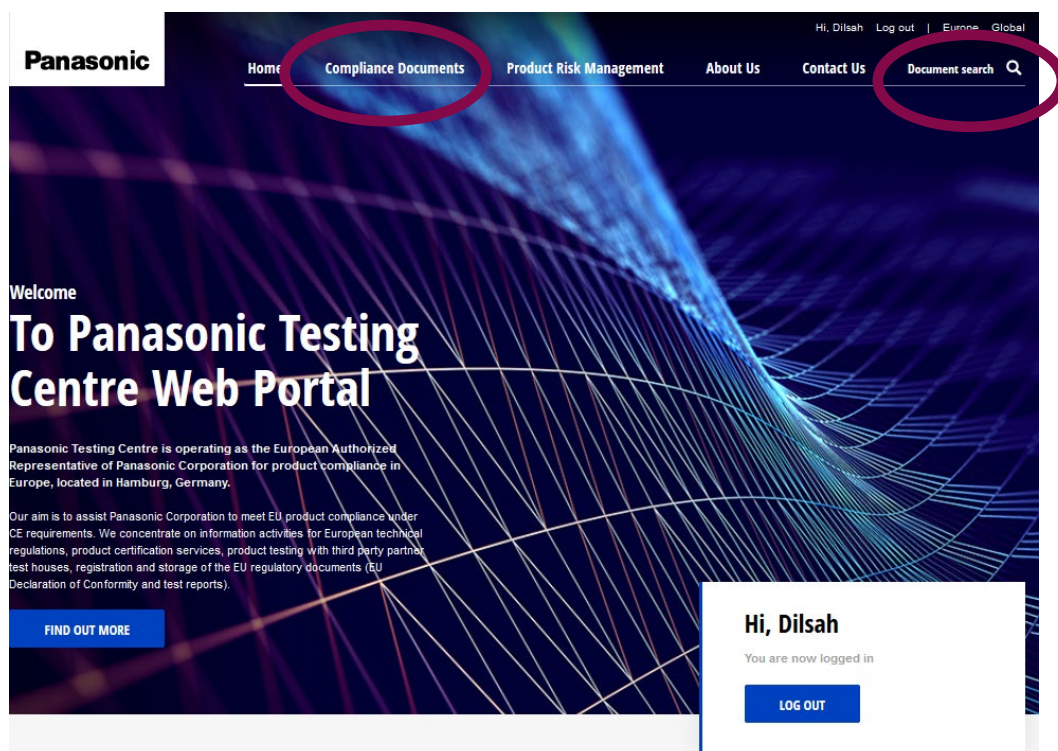 Hi, Dilsah Log out | Europe Global
Panasonic
Home Compliance Documents Product Risk Management About Us Contact Us Document search
Welcome
To Panasonic Testing
Centre Web Portal
Panasonic Testing Centre is operating as the European Authorized
Representative of Panasonic Corporation for product compliance in
Europe, located in Hamburg, Germany.
Our aim is to assist Panasonic Corporation to meet EU product compliance under
CE requirements. We concentrate on information activities for European technical
regulations, product certification services, product testing with third party partner
test houses, registration and storage of the EU regulatory documents (EU
Declaration of Conformity and test reports).
FIND OUT MORE
Hi, Dilsah
You are now logged in
LOG OUT